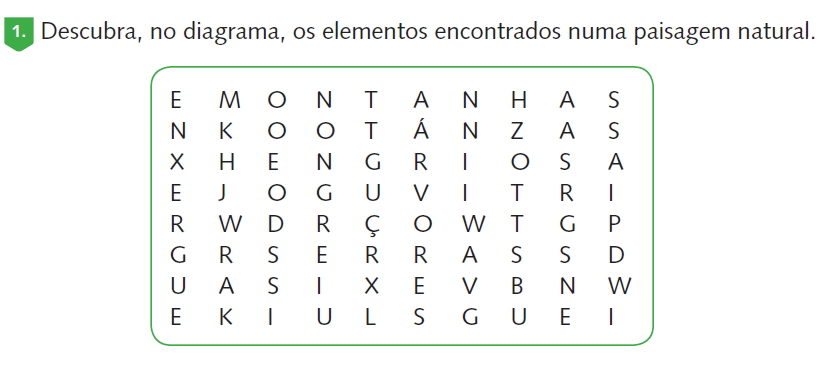 1. Descubra, no diagrama, os elementos encontrados numa paisagem natural.
E M O N T A N H A S
N K O O T Á N Z A S
X H E N G R I O S A
E J O G U V I T R I
R W D R Ç O W T G P
G R S E R R A S S D
U A S I X E V B N W
E K I U L S G U E I